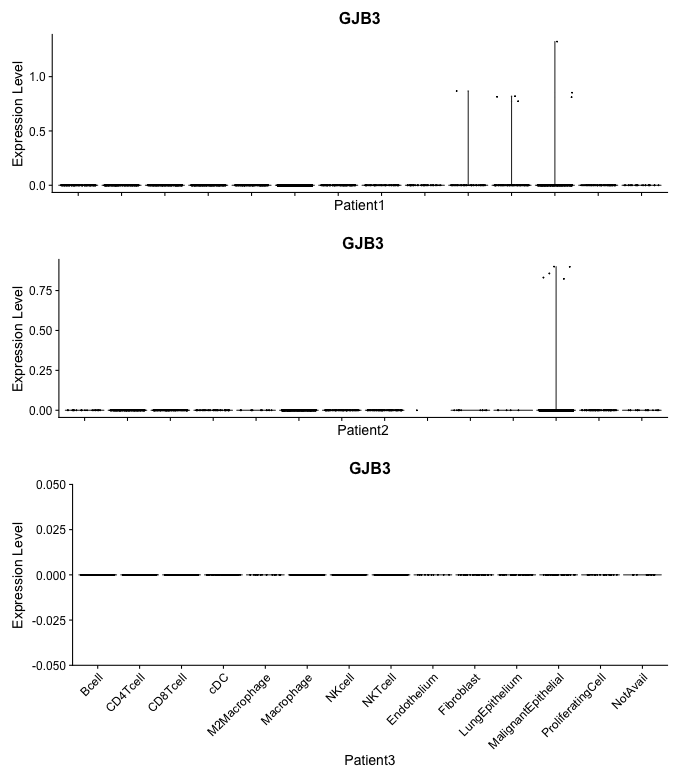 GJB3
Expression Level
1.0
0.5
0.0
Patient1
GJB3
Expression Level
0.75
0.50
0.25
0.00
Patient2
GJB3
Expression Level
0.050
0.025
0.000
-0.025
-0.050
Bcell
CD4Tcell
CD8Tcell
cDC
M2Macrophage
Macrophage
NKcell
NKTcell
Endothelium
Fibroblast
LungEpithelium
MalignantEpithelial
ProliferatingCell
NotAvail
Patient3